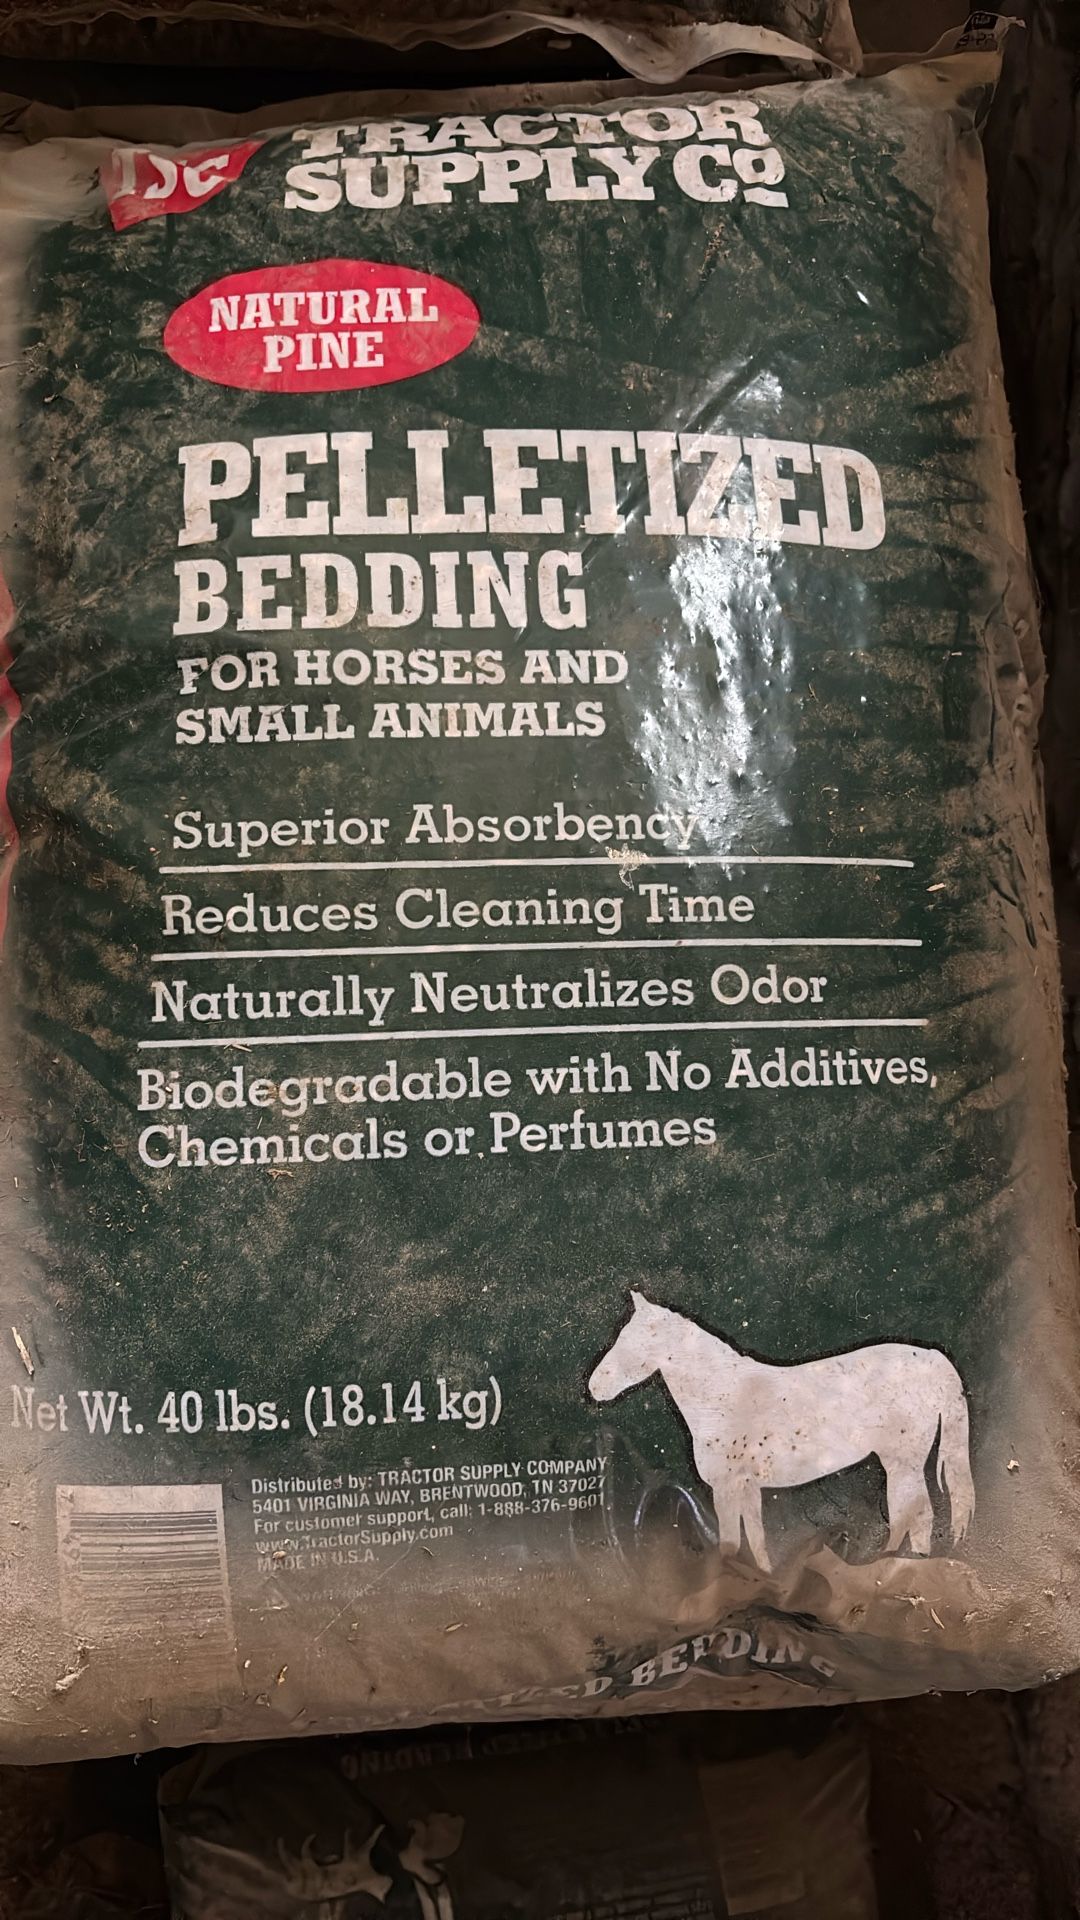 TSC
TRACTOR
SUPPLY Cº
NATURAL
PINE
PELLETIZED
BEDDING
FOR HORSES AND
SMALL ANIMALS
Superior Absorbency
Reduces Cleaning Time
Naturally Neutralizes Odor
Biodegradable with No Additives,
Chemicals or Perfumes
Net Wt. 40 lbs. (18.14 kg)
Distributed by: TRACTOR SUPPLY COMPANY
5401 VIRGINIA WAY, BRENTWOOD, TN 37027
For customer support, call: 1-888-376-9601.
www.TractorSupply.com
MADE IN U.S.A.
BEDDING